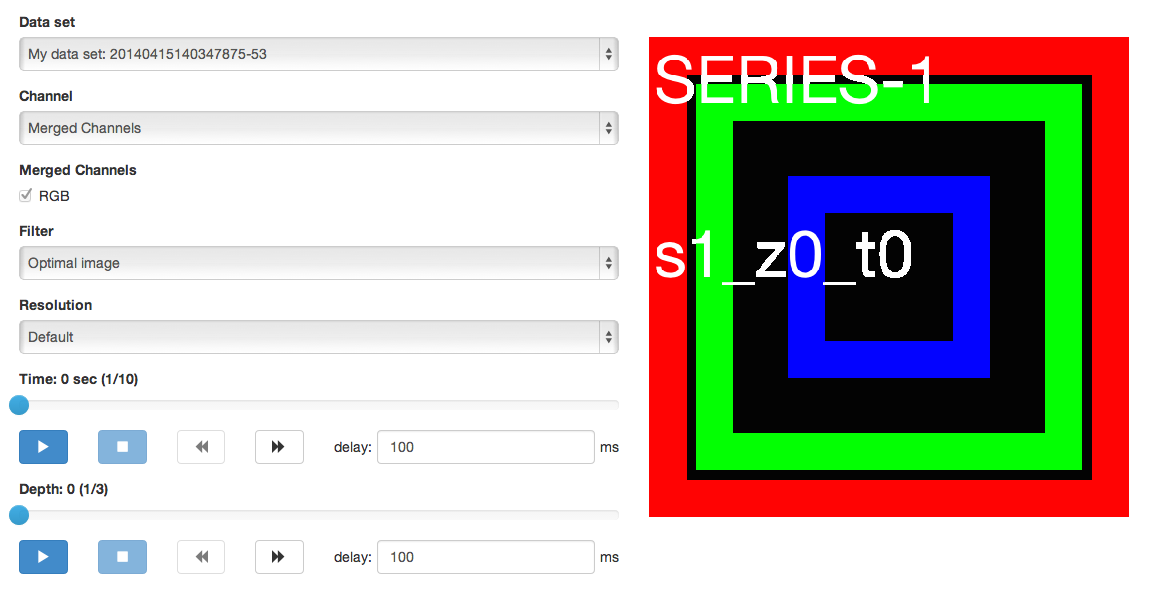 Data set
My data set: 20140415140347875-53
Channel
Merged Channels
Merged Channels
RGB
Filter
Optimal image
Resolution
Default
Time: 0 sec (1/10)
delay: 100 ms
Depth: 0 (1/3)
delay: 100 ms
SERIES-1
s1_z0_t0